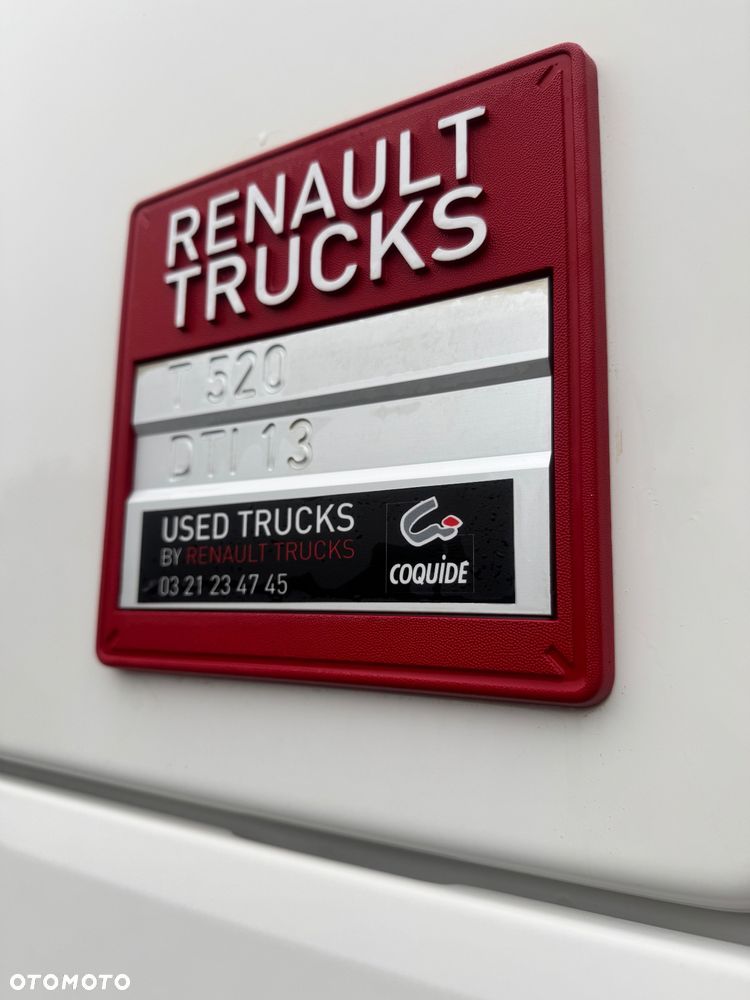 RENAULT
TRUCKS
T 520
DTI 13
USED TRUCKS
BY RENAULT TRUCKS
03 21 23 47 45
COQUIDÉ
OTOMOTO